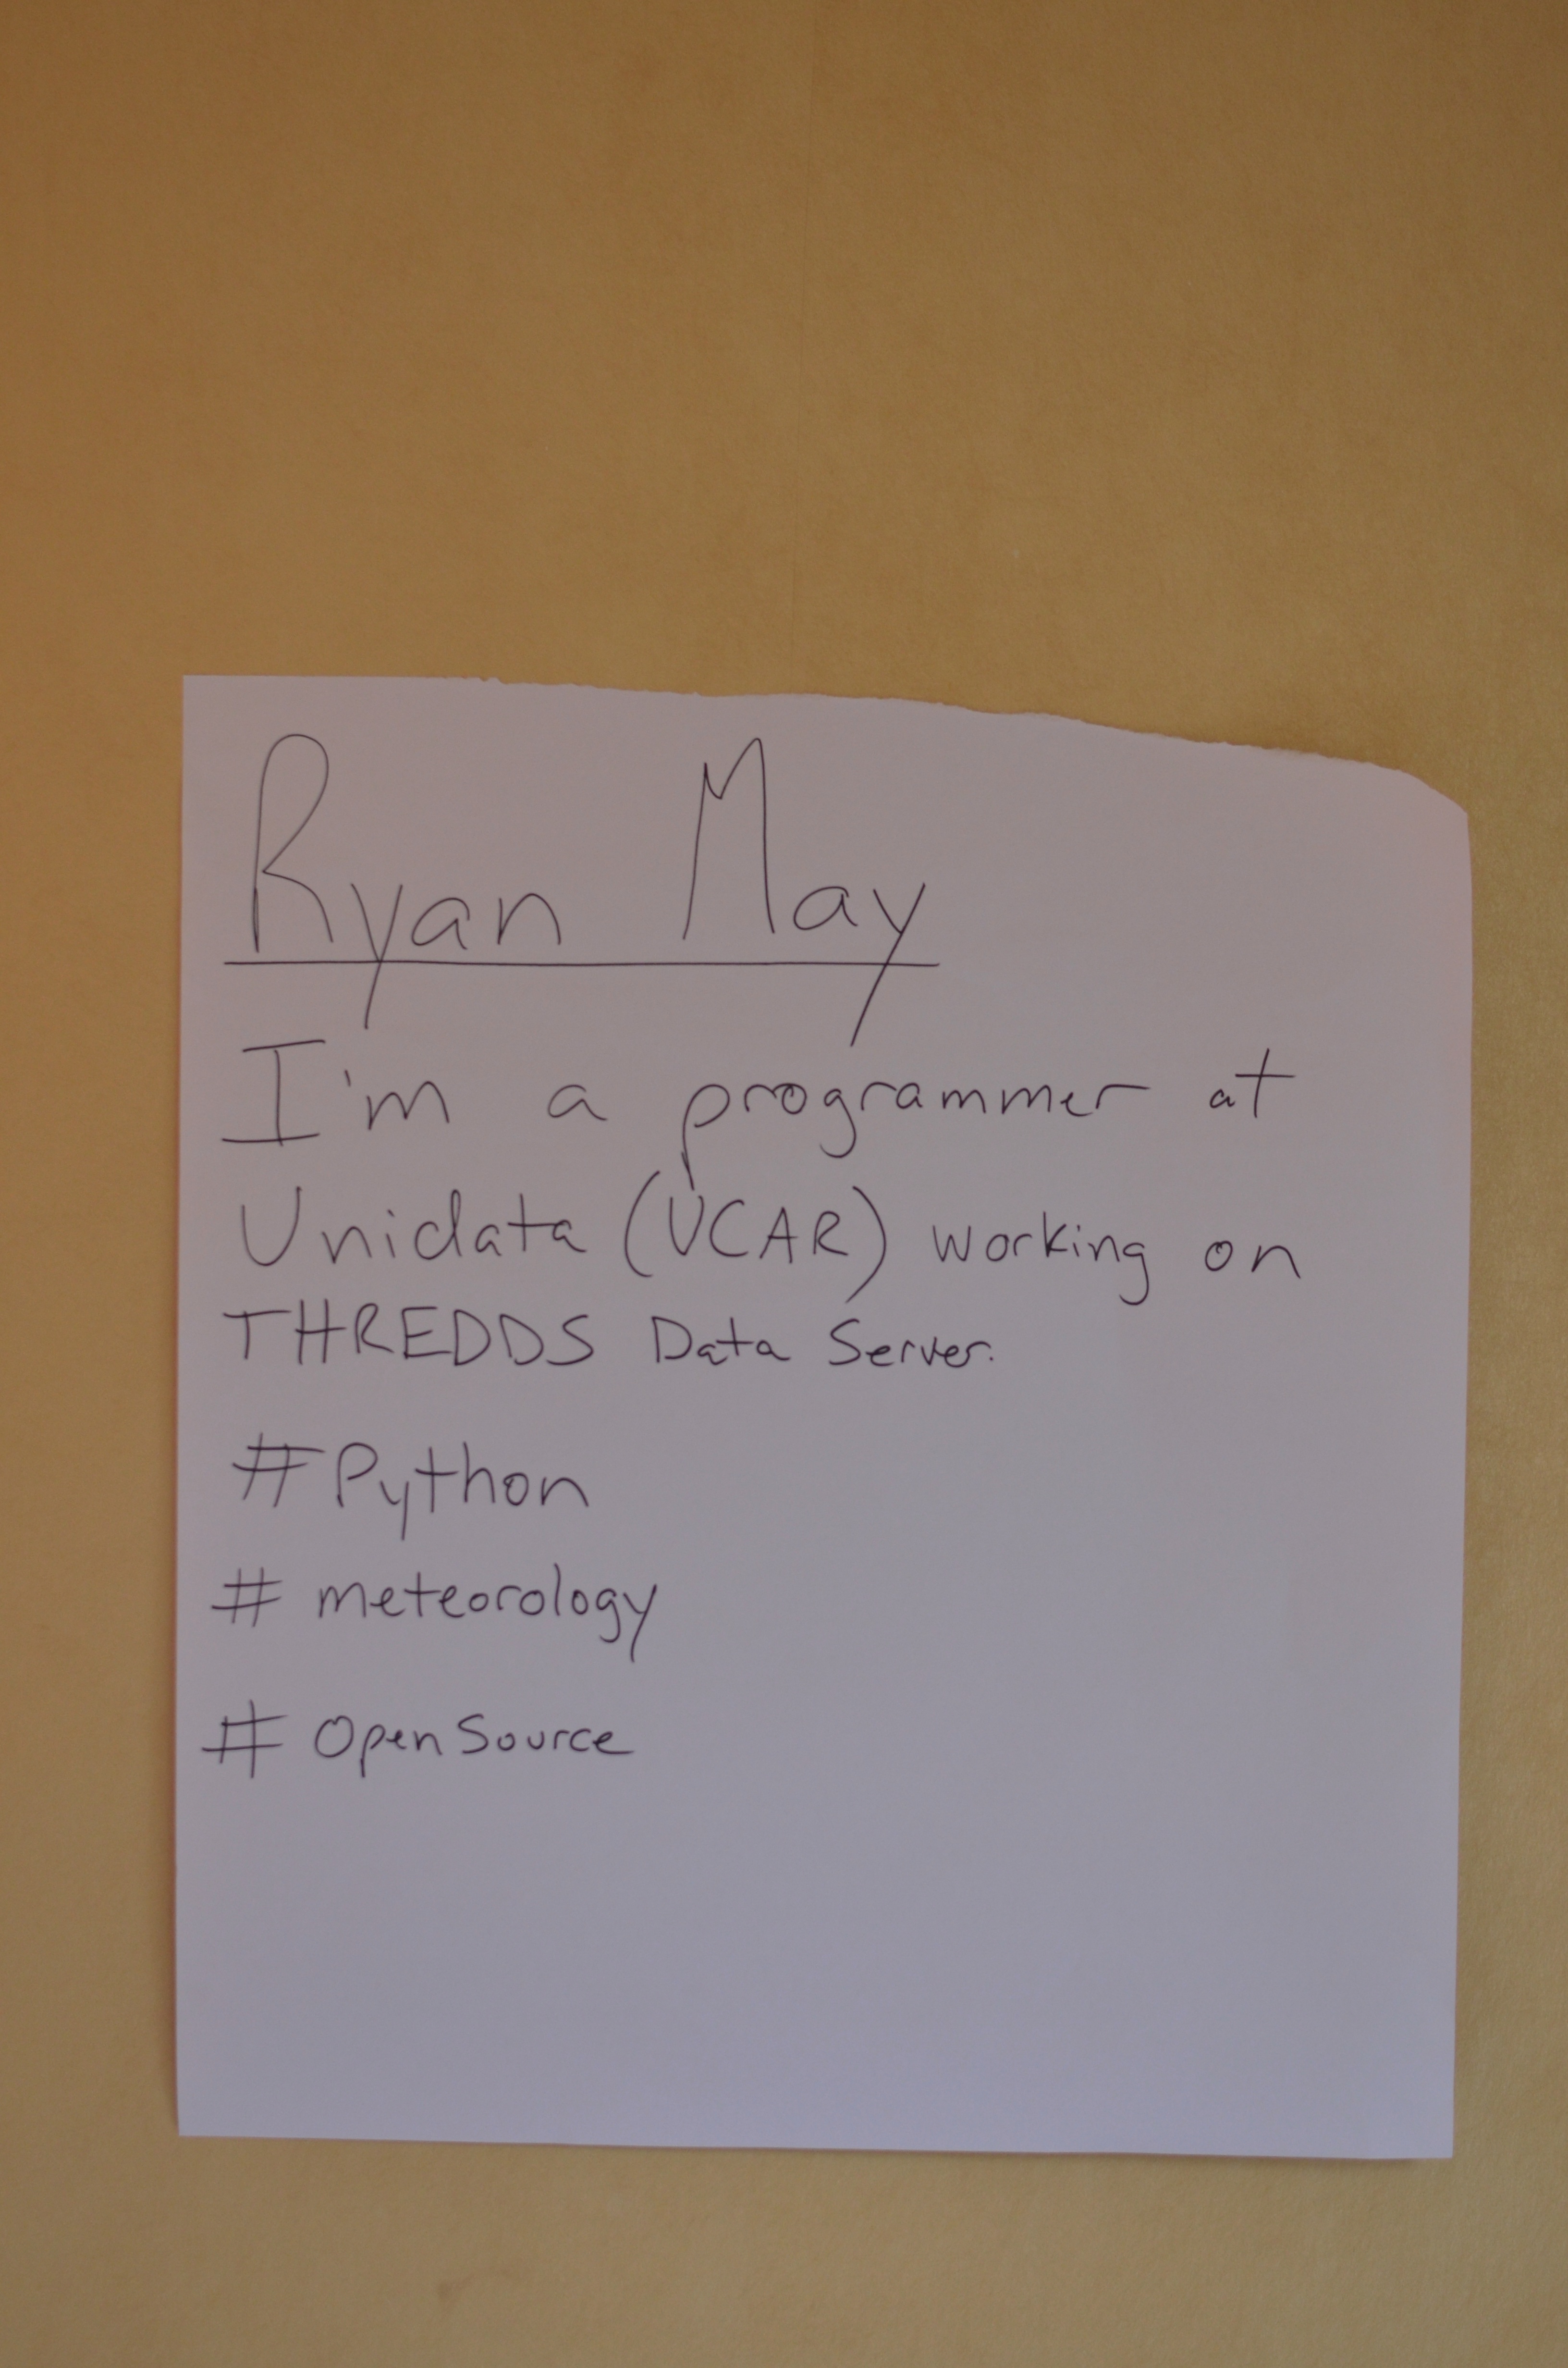 Ryan May
I'm a programmer at
Unidata (UCAR) working on
THREDDS Data Server.
#Python
# meteorology
# OpenSource